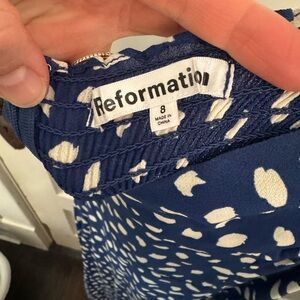 Reformation
8
MADE IN
CHINA